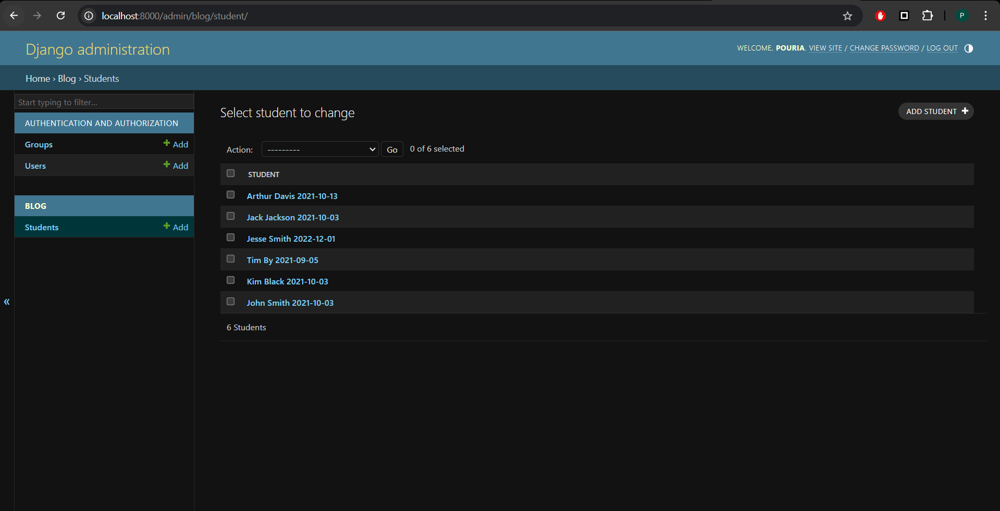 localhost:8000/admin/blog/student/
P
Django administration
WELCOME, POURIA. VIEW SITE / CHANGE PASSWORD / LOG OUT
Home › Blog › Students
Start typing to filter...
AUTHENTICATION AND AUTHORIZATION
Groups Add
Users Add
BLOG
Students Add
«
Select student to change
ADD STUDENT
Action: --------- Go 0 of 6 selected
STUDENT
Arthur Davis 2021-10-13
Jack Jackson 2021-10-03
Jesse Smith 2022-12-01
Tim By 2021-09-05
Kim Black 2021-10-03
John Smith 2021-10-03
6 Students